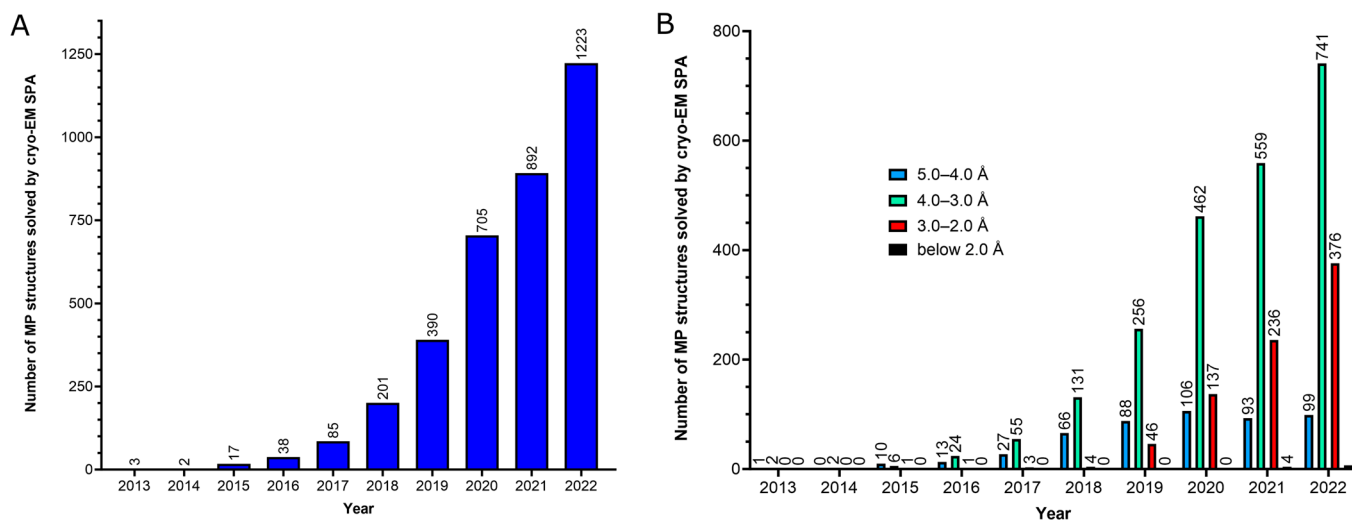 A
Number of MP structures solved by cryo-EM SPA
1250
1000
750
500
250
0
3
2
17
38
85
201
390
705
892
1223
2013 2014 2015 2016 2017 2018 2019 2020 2021 2022
Year
B
Number of MP structures solved by cryo-EM SPA
800
600
400
200
0
5.0–4.0 Å
4.0–3.0 Å
3.0–2.0 Å
below 2.0 Å
1 2 0 0
0 2 0 0
10 6 1 0
13 24 1 0
27 55 3 0
66 131 4 0
88 256 46 0
106 462 137 0
93 559 236 4
99 741 376
2013 2014 2015 2016 2017 2018 2019 2020 2021 2022
Year